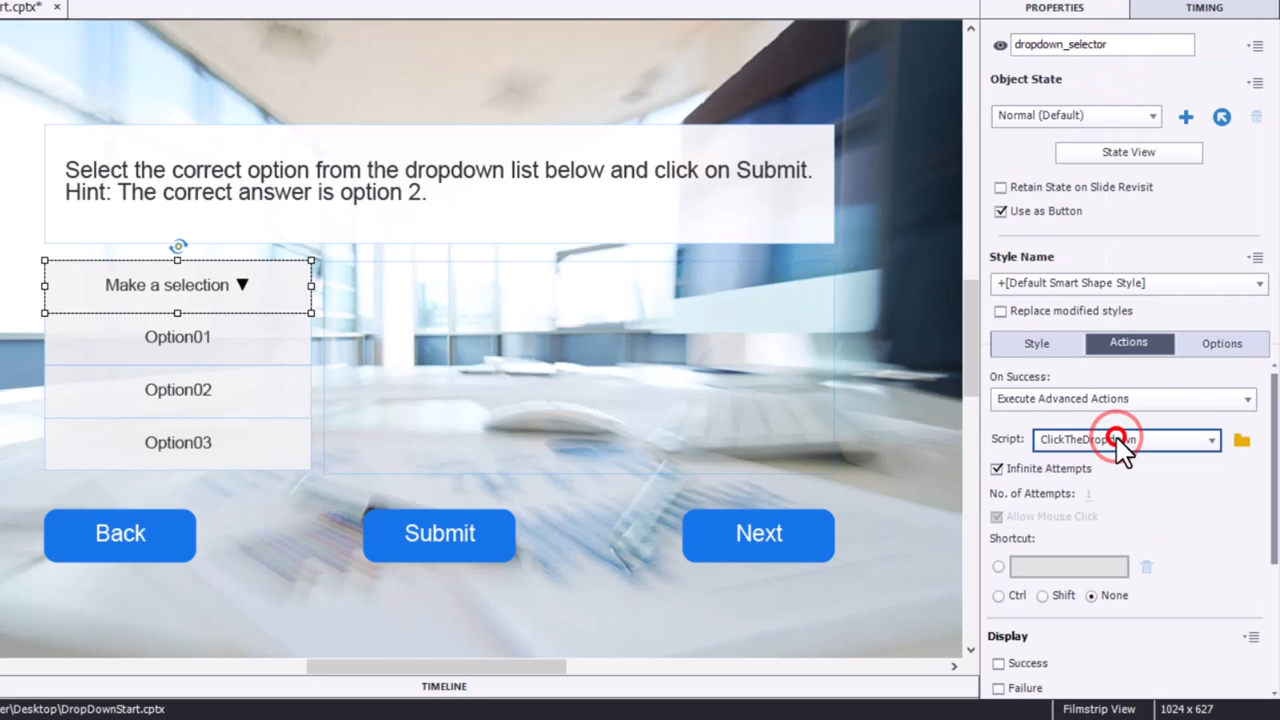 rt.cptx* ×
PROPERTIES
TIMING
dropdown_selector
Object State
Normal (Default)
State View
Retain State on Slide Revisit
Use as Button
Style Name
+[Default Smart Shape Style]
Replace modified styles
Style
Actions
Options
On Success:
Execute Advanced Actions
Script: ClickTheDropdown
Infinite Attempts
No. of Attempts: 1
Allow Mouse Click
Shortcut:
Ctrl
Shift
None
Display
Success
Failure
Select the correct option from the dropdown list below and click on Submit.
Hint: The correct answer is option 2.
Make a selection ▼
Option01
Option02
Option03
Back
Submit
Next
TIMELINE
er\Desktop\DropDownStart.cptx
Filmstrip View
1024 x 627